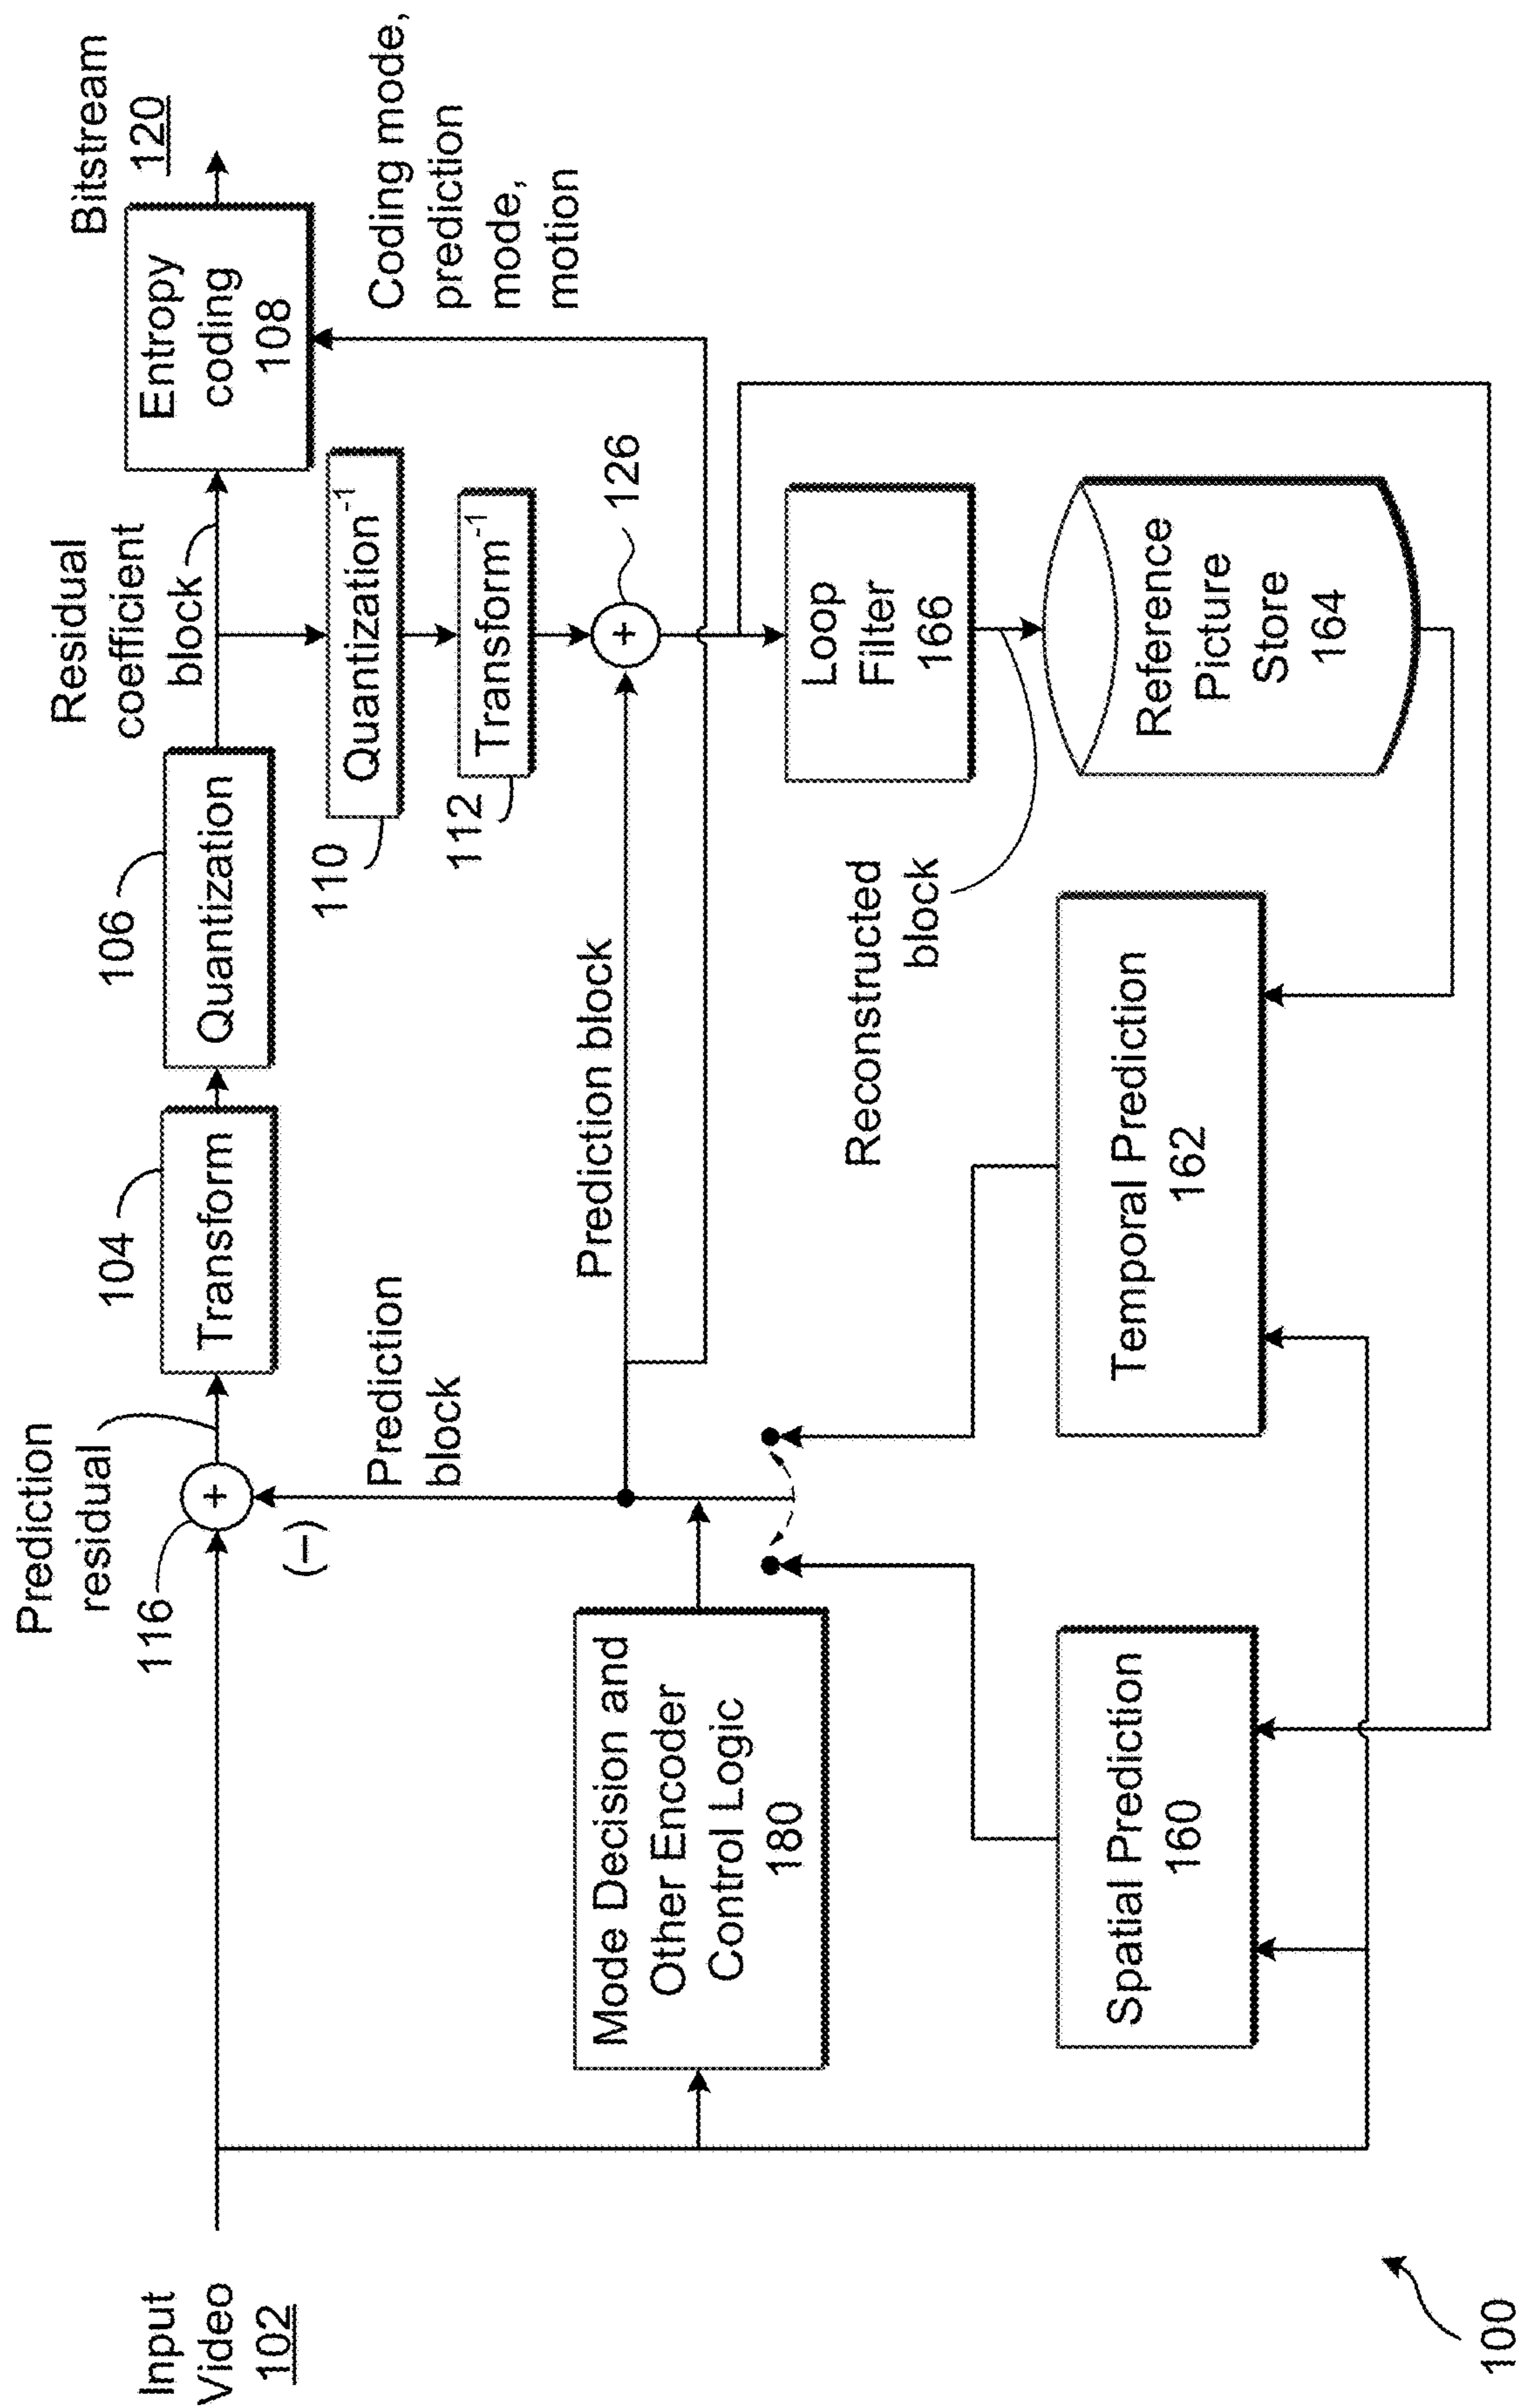 Input
Video
102
Prediction
residual
116
(–)
104
Transform
106
Quantization
Residual
coefficient
block
Entropy
coding
108
Bitstream
120
Coding mode,
prediction
mode,
motion
110
Quantization-1
112
Transform-1
126
Prediction
block
Prediction block
Mode Decision and
Other Encoder
Control Logic
180
Loop
Filter
166
Reconstructed
block
Reference
Picture
Store
164
Spatial Prediction
160
Temporal Prediction
162
100
+
+